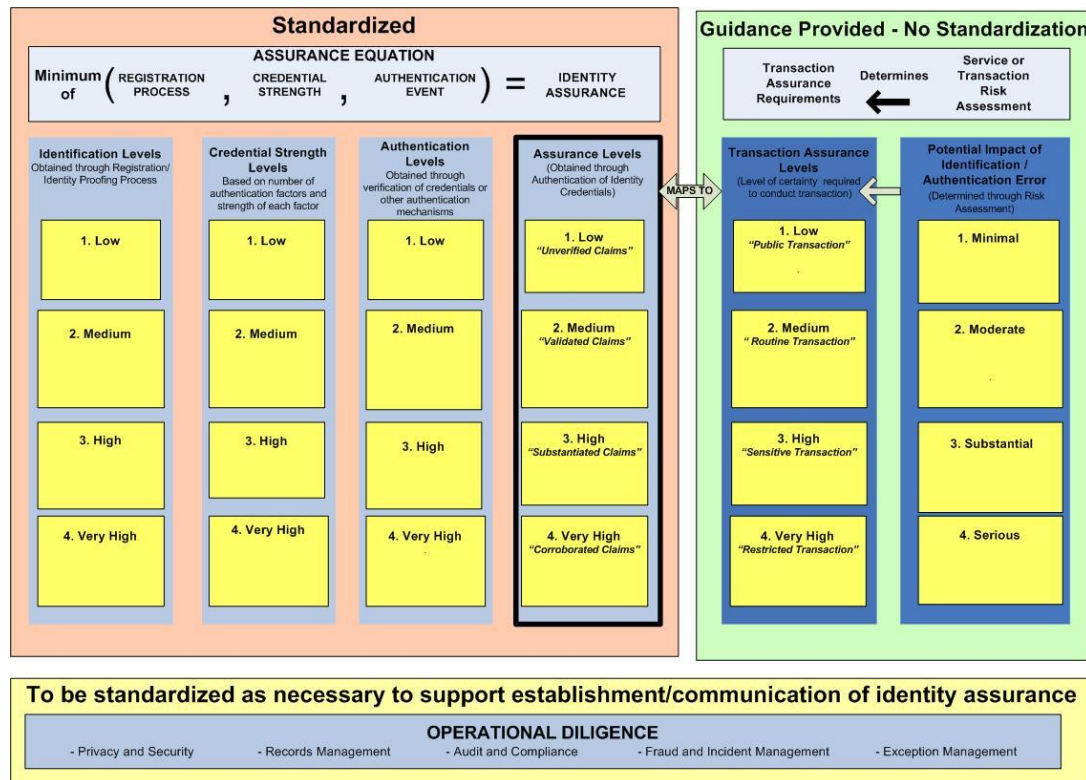 Standardized
ASSURANCE EQUATION
Minimum of ( REGISTRATION PROCESS , CREDENTIAL STRENGTH , AUTHENTICATION EVENT ) = IDENTITY ASSURANCE
Identification Levels
Obtained through Registration/
Identity Proofing Process
1. Low
2. Medium
3. High
4. Very High
Credential Strength
Levels
Based on number of
authentication factors and
strength of each factor
1. Low
2. Medium
3. High
4. Very High
Authentication
Levels
Obtained through
verification of credentials or
other authentication
mechanisms
1. Low
2. Medium
3. High
4. Very High
Assurance Levels
(Obtained through
Authentication of Identity
Credentials)
1. Low
“Unverified Claims”
2. Medium
“Validated Claims”
3. High
“Substantiated Claims”
4. Very High
“Corroborated Claims”
MAPS TO
Guidance Provided - No Standardization
Transaction
Assurance
Requirements
Determines
Service or
Transaction
Risk
Assessment
Transaction Assurance
Levels
(Level of certainty required
to conduct transaction)
1. Low
“Public Transaction”
2. Medium
“ Routine Transaction”
3. High
“Sensitive Transaction”
4. Very High
“Restricted Transaction”
Potential Impact of
Identification /
Authentication Error
(Determined through Risk
Assessment)
1. Minimal
2. Moderate
3. Substantial
4. Serious
To be standardized as necessary to support establishment/communication of identity assurance
OPERATIONAL DILIGENCE
- Privacy and Security - Records Management - Audit and Compliance - Fraud and Incident Management - Exception Management